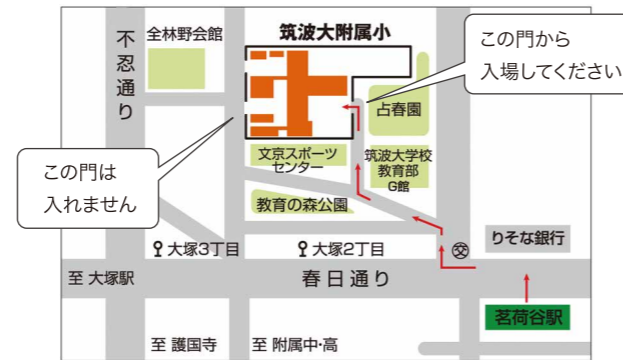 不忍通り
全林野会館
筑波大附属小
この門から
入場してください
占春園
この門は
入れません
文京スポーツ
センター
筑波大学校
教育部
G館
教育の森公園
大塚3丁目
大塚2丁目
交
りそな銀行
至 大塚駅
春日通り
茗荷谷駅
至 護国寺
至 附属中・高